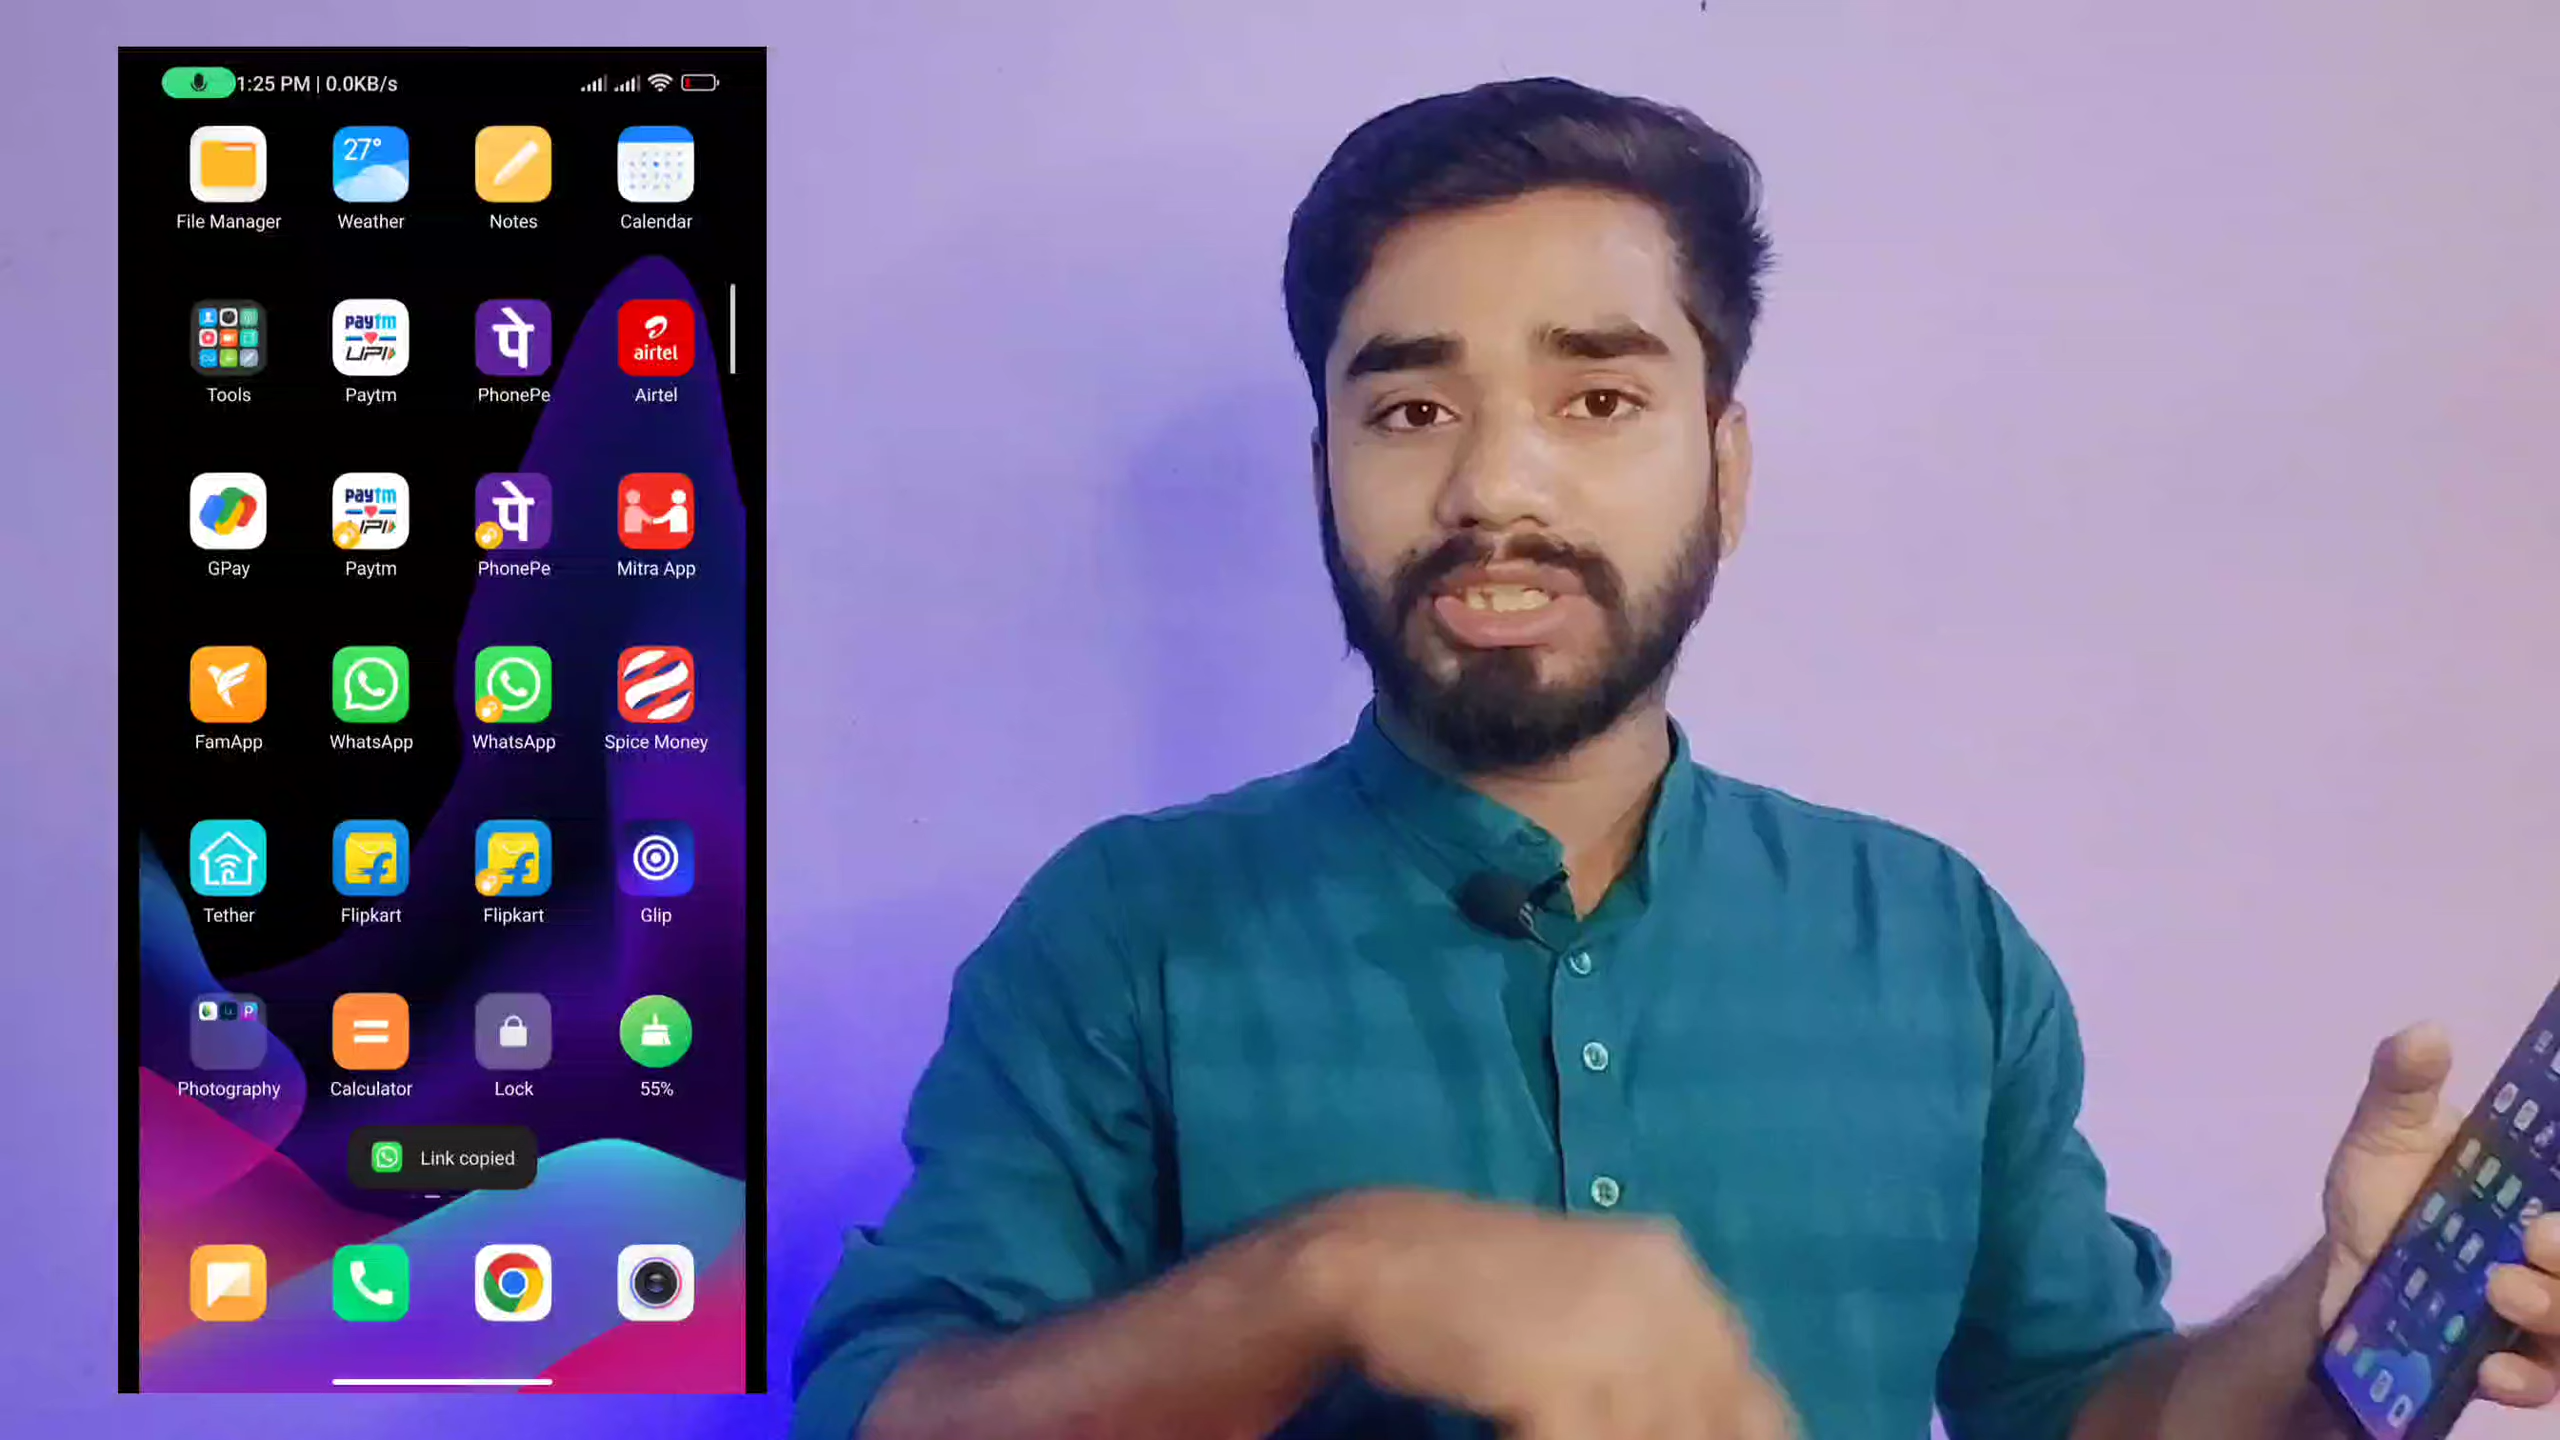 1:25 PM | 0.0KB/s
27°
File Manager Weather Notes Calendar
paytm UPI पे airtel
Tools Paytm PhonePe Airtel
paytm UPI पे
GPay Paytm PhonePe Mitra App
FamApp WhatsApp WhatsApp Spice Money
Tether Flipkart Flipkart Glip
Photography Calculator Lock 55%
Link copied